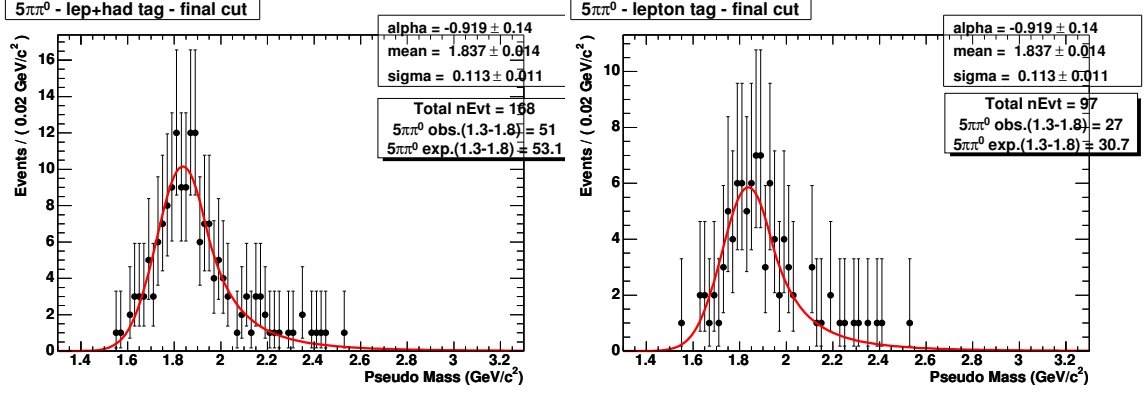 5ππ⁰ - lep+had tag - final cut
alpha = -0.919 ± 0.14
mean = 1.837 ± 0.014
sigma = 0.113 ± 0.011
Total nEvt = 168
5ππ⁰ obs.(1.3-1.8) = 51
5ππ⁰ exp.(1.3-1.8) = 53.1
Events / ( 0.02 GeV/c² )
16
14
12
10
8
6
4
2
0
1.4 1.6 1.8 2 2.2 2.4 2.6 2.8 3 3.2
Pseudo Mass (GeV/c²)
5ππ⁰ - lepton tag - final cut
alpha = -0.919 ± 0.14
mean = 1.837 ± 0.014
sigma = 0.113 ± 0.011
Total nEvt = 97
5ππ⁰ obs.(1.3-1.8) = 27
5ππ⁰ exp.(1.3-1.8) = 30.7
Events / ( 0.02 GeV/c² )
10
8
6
4
2
0
1.4 1.6 1.8 2 2.2 2.4 2.6 2.8 3 3.2
Pseudo Mass (GeV/c²)